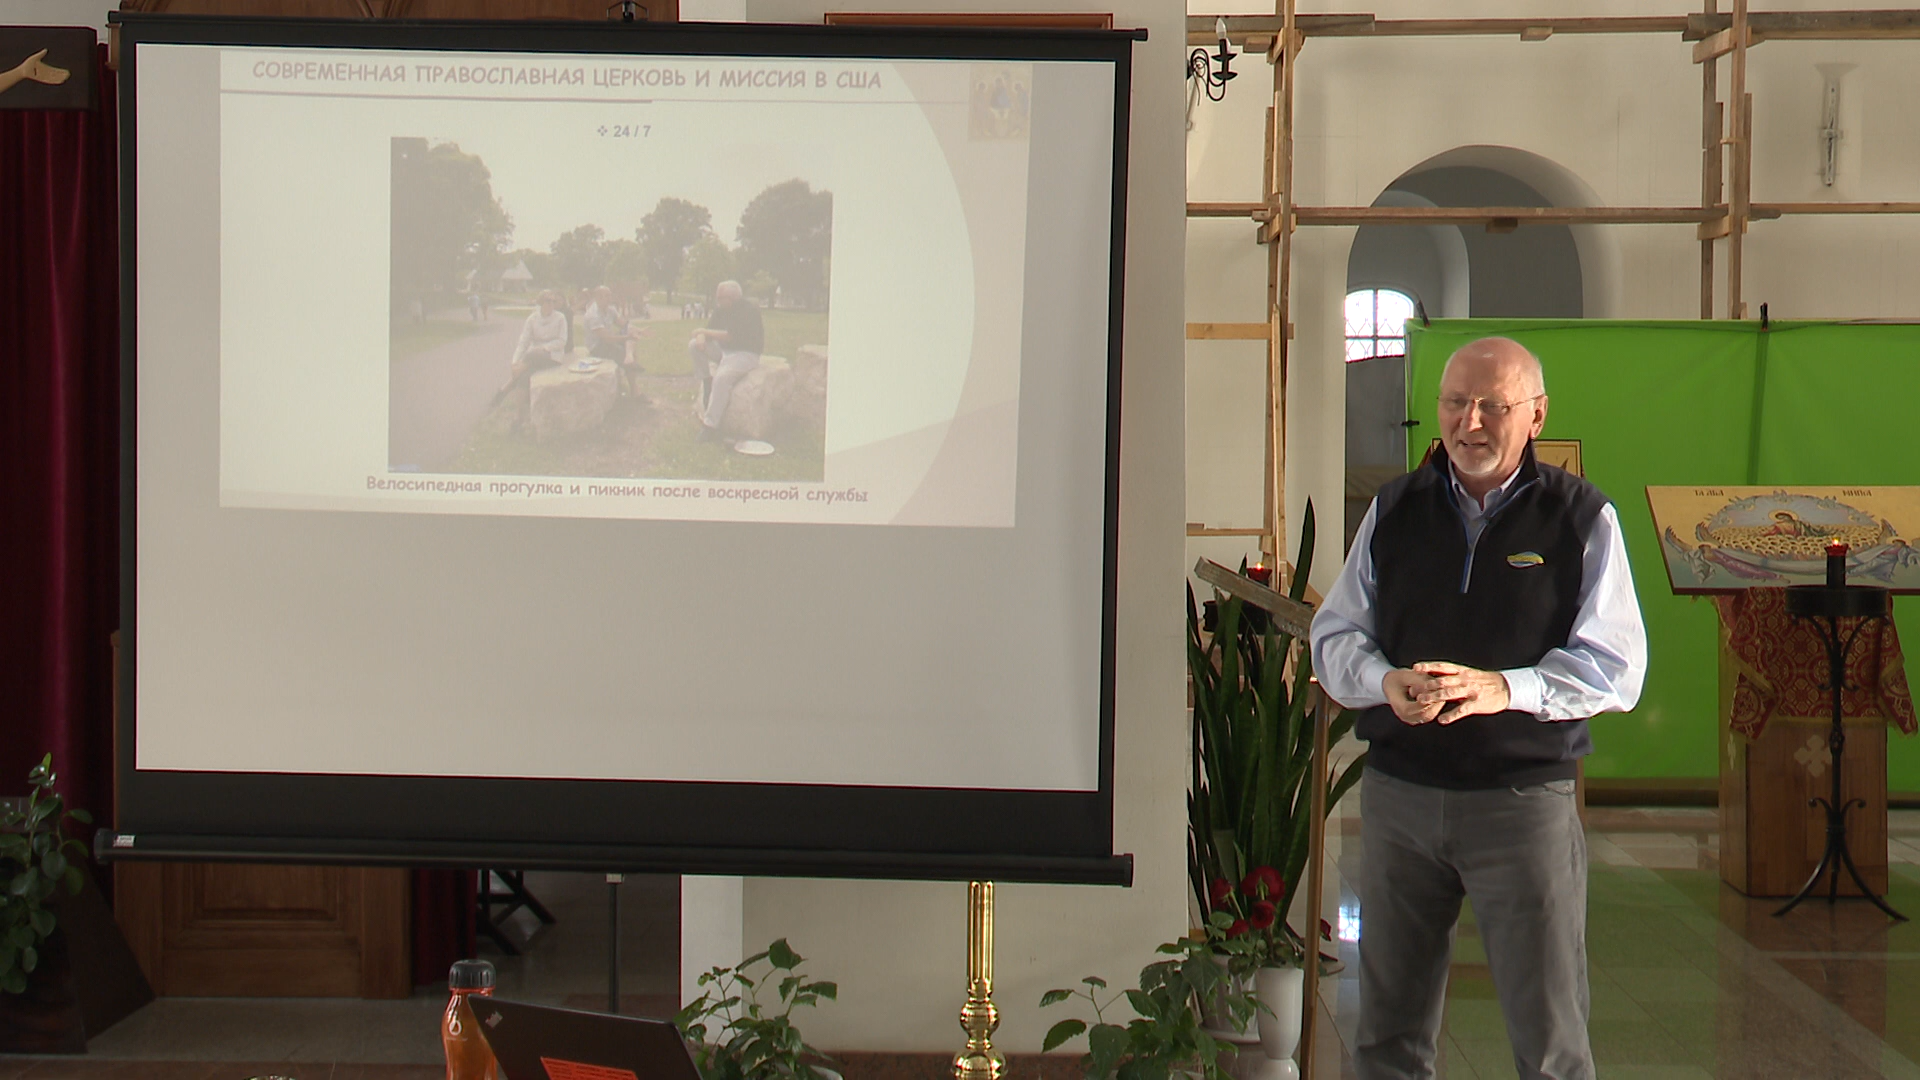 СОВРЕМЕННАЯ ПРАВОСЛАВНАЯ ЦЕРКОВЬ И МИССИЯ В США
❖ 24 / 7
Велосипедная прогулка и пикник после воскресной службы